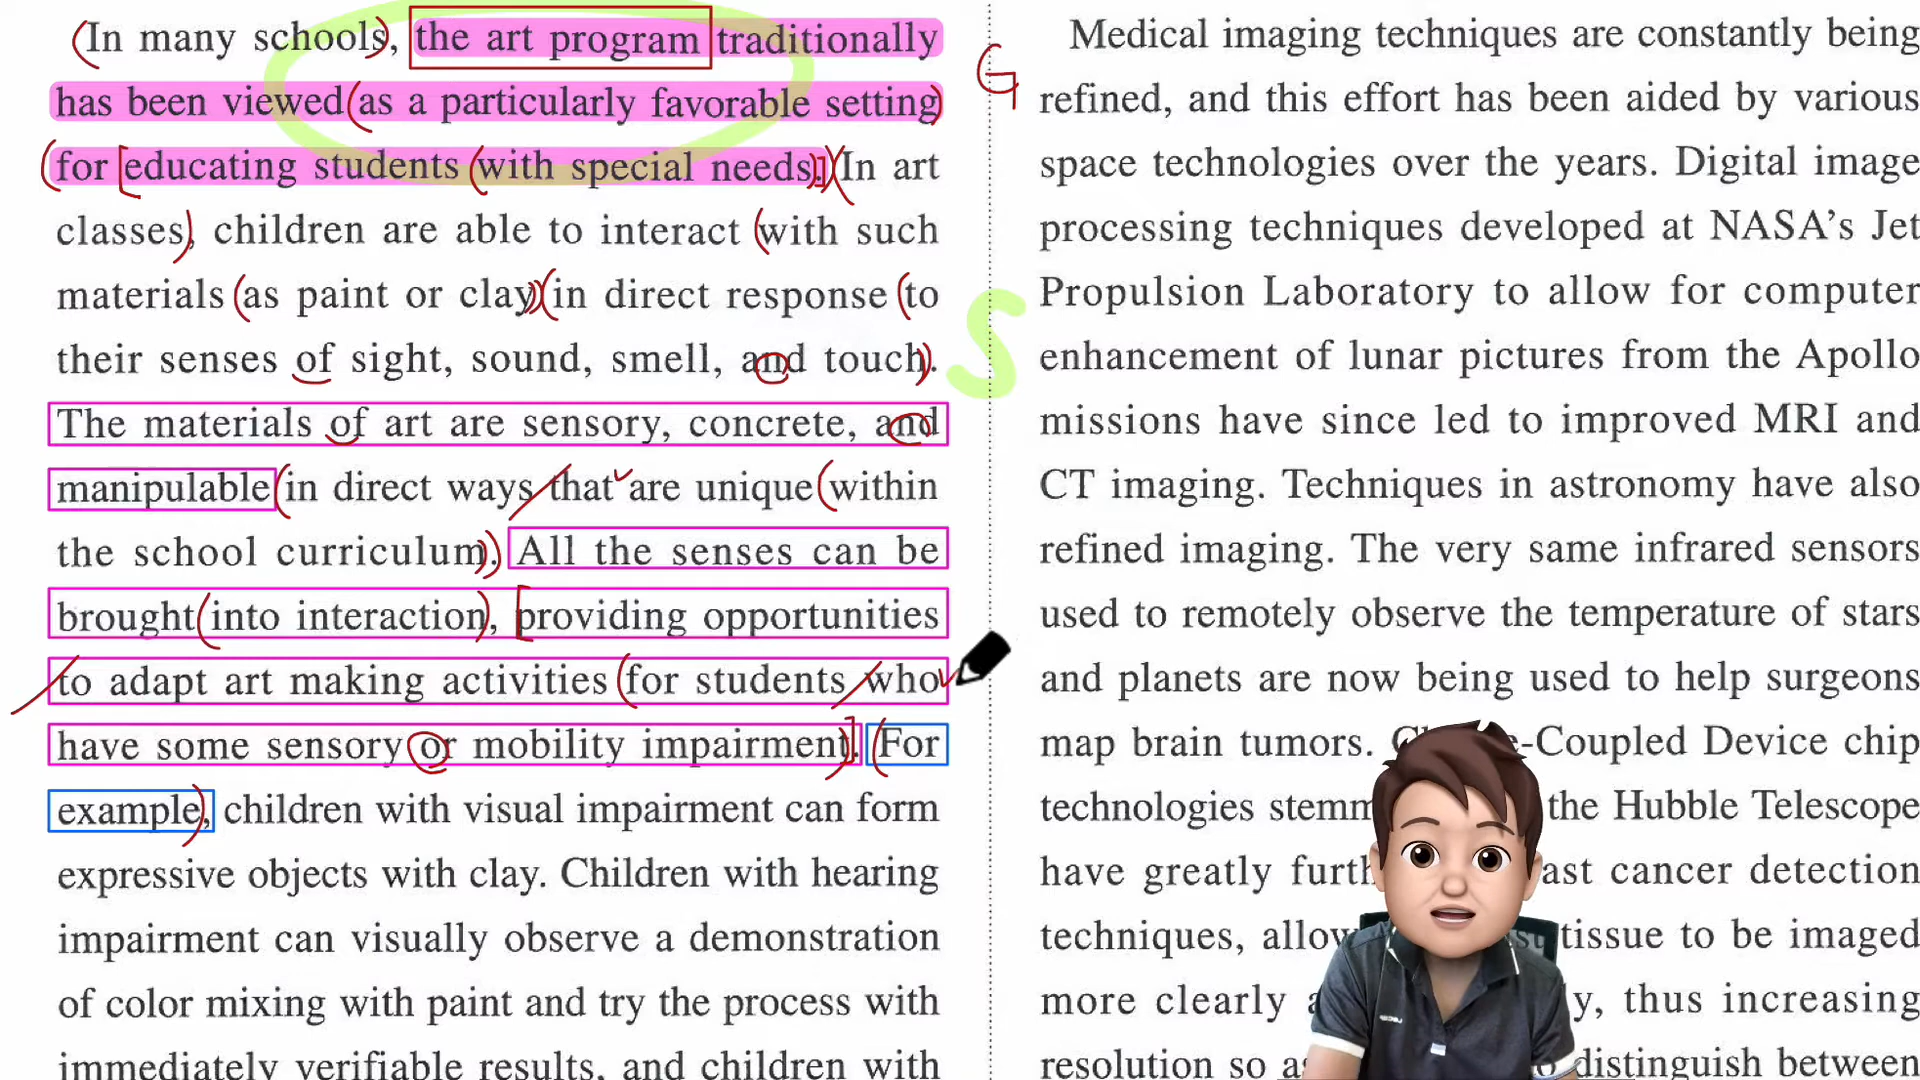 (In many schools), the art program traditionally
has been viewed (as a particularly favorable setting)
(for [educating students (with special needs).]) (In art
classes), children are able to interact (with such
materials (as paint or clay)) (in direct response (to
their senses of sight, sound, smell, and touch).
The materials of art are sensory, concrete, and
manipulable (in direct ways / that are unique (within
the school curriculum)). All the senses can be
brought (into interaction), [providing opportunities
/ to adapt art making activities (for students / who
have some sensory or mobility impairment)]. (For
example), children with visual impairment can form
expressive objects with clay. Children with hearing
impairment can visually observe a demonstration
of color mixing with paint and try the process with
immediately verifiable results, and children with
G
S
Medical imaging techniques are constantly being
refined, and this effort has been aided by various
space technologies over the years. Digital image
processing techniques developed at NASA's Jet
Propulsion Laboratory to allow for computer
enhancement of lunar pictures from the Apollo
missions have since led to improved MRI and
CT imaging. Techniques in astronomy have also
refined imaging. The very same infrared sensors
used to remotely observe the temperature of stars
and planets are now being used to help surgeons
map brain tumors. -Coupled Device chip
technologies the Hubble Telescope
have greatly cancer detection
techniques, tissue to be imaged
more clearly thus increasing
resolution so distinguish between